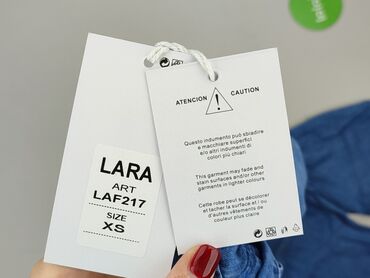 LARA
ART
LAF217
SIZE
XS
ATENCION
CAUTION
Questo indumento può sbiadire
e macchiare superfici
e/o altri indumenti di
colori più chiari
This garment may fade and
stain surfaces and/or other
garments in lighter colours
Cette robe peut se décolorer
et tacher la surface et / ou
d'autres vêtements de
couleur plus claire